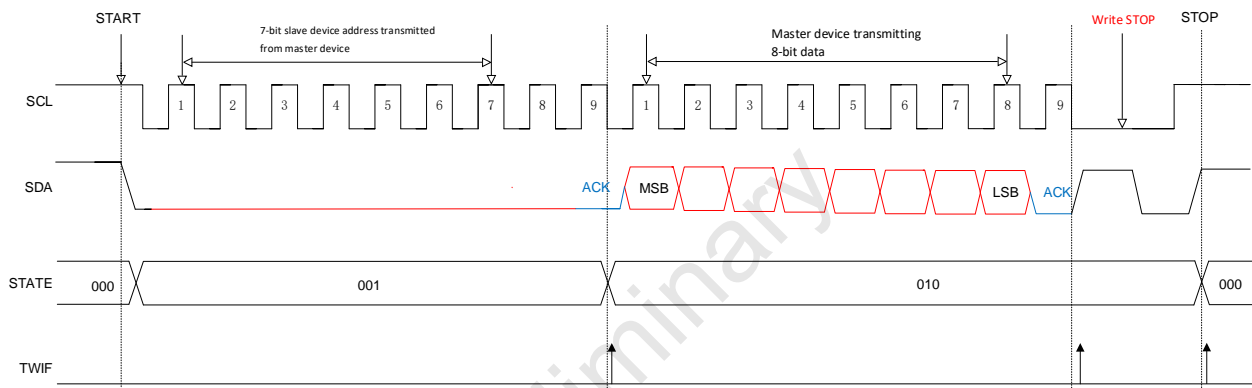 START
7-bit slave device address transmitted
from master device
Master device transmitting
8-bit data
Write STOP
STOP
SCL
1 2 3 4 5 6 7 8 9 1 2 3 4 5 6 7 8 9
SDA
ACK MSB LSB ACK
STATE
000 001 010 000
TWIF